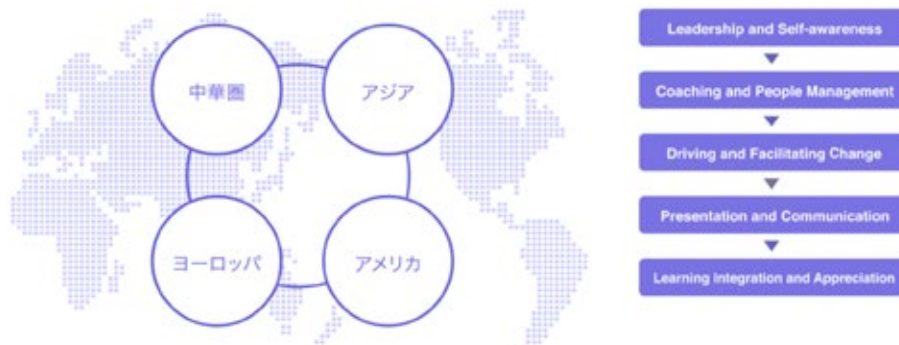 中華圏
アジア
ヨーロッパ
アメリカ
Leadership and Self-awareness
Coaching and People Management
Driving and Facilitating Change
Presentation and Communication
Learning Integration and Appreciation